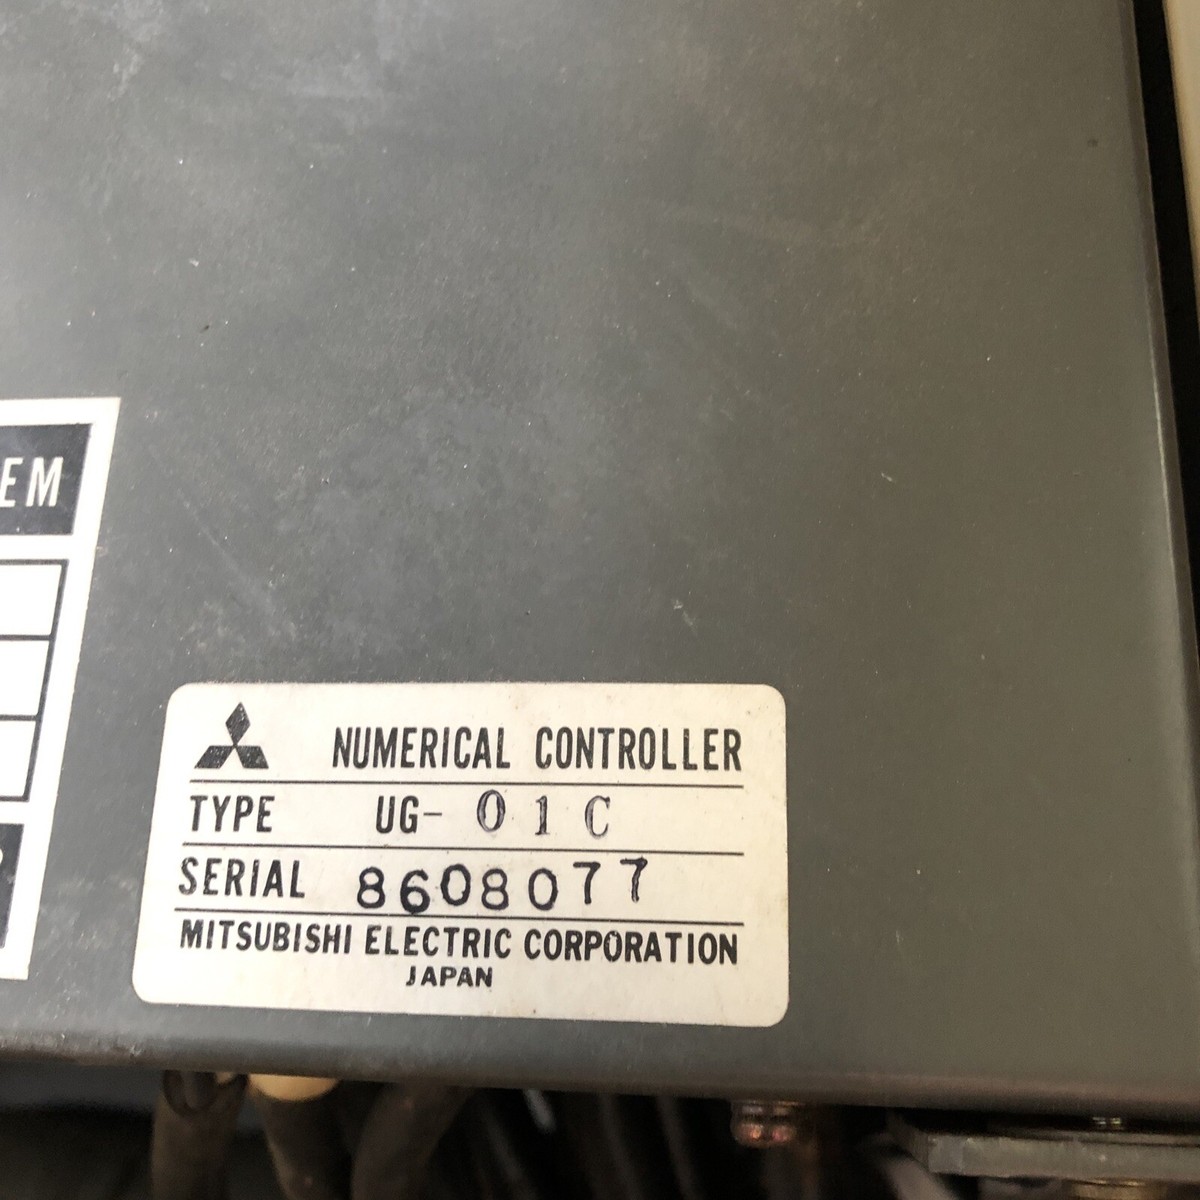 EM
NUMERICAL CONTROLLER
TYPE UG- 01C
SERIAL 8608077
MITSUBISHI ELECTRIC CORPORATION
JAPAN